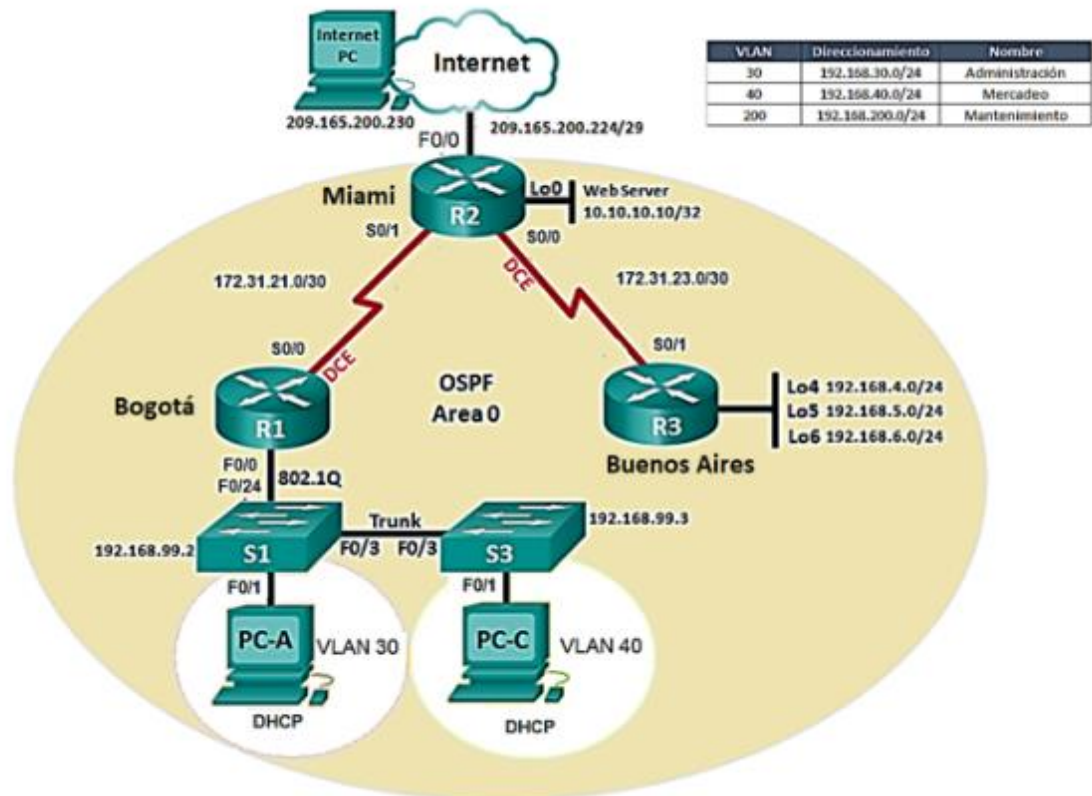 Internet
PC
Internet
209.165.200.230
209.165.200.224/29
F0/0
VLAN Direccionamiento Nombre
30 192.168.30.0/24 Administración
40 192.168.40.0/24 Mercadeo
200 192.168.200.0/24 Mantenimiento
Miami
R2
Lo0
Web Server
10.10.10.10/32
S0/1
S0/0
DCE
172.31.21.0/30
172.31.23.0/30
S0/0
DCE
S0/1
Bogotá
R1
OSPF
Area 0
R3
Buenos Aires
Lo4 192.168.4.0/24
Lo5 192.168.5.0/24
Lo6 192.168.6.0/24
F0/0
F0/24
802.1Q
192.168.99.2
S1
Trunk
F0/3 F0/3
S3
192.168.99.3
F0/1
F0/1
PC-A
VLAN 30
PC-C
VLAN 40
DHCP
DHCP